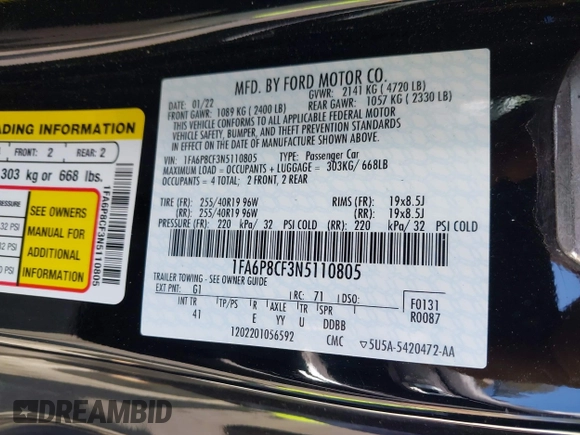 MFD. BY FORD MOTOR CO.
DATE: 01/22
GVWR: 2141 KG ( 4720 LB)
FRONT GAWR: 1089 KG ( 2400 LB)
REAR GAWR: 1057 KG ( 2330 LB)
THIS VEHICLE CONFORMS TO ALL APPLICABLE FEDERAL MOTOR
VEHICLE SAFETY, BUMPER, AND THEFT PREVENTION STANDARDS
IN EFFECT ON THE DATE OF MANUFACTURE SHOWN ABOVE.
VIN: 1FA6P8CF3N5110805 TYPE: Passenger Car
MAXIMUM LOAD = OCCUPANTS + LUGGAGE = 303KG/ 668LB
OCCUPANTS = 4 TOTAL; 2 FRONT, 2 REAR
TIRE (FR): 255/40R19 96W RIMS (FR): 19x8.5J
(RR): 255/40R19 96W (RR): 19x8.5J
PRESSURE (FR): 220 kPa/ 32 PSI COLD (RR): 220 kPa/ 32 PSI COLD
1FA6P8CF3N5110805
TRAILER TOWING - SEE OWNER GUIDE
EXT PNT: G1 RC: 71 DSO:
F0131
R0087
INT TR TP/PS R AXLE TR SPR
41 E YY U DDBB
1202201056592 CMC 5U5A-5420472-AA
ADING INFORMATION
FRONT: 2 REAR: 2
303 kg or 668 lbs.
PRESSURE
32 PSI
32 PSI
0 PSI
SEE OWNERS
MANUAL FOR
ADDITIONAL
INFORMATION
1FA6P8CF3N5110805
DREAMBID